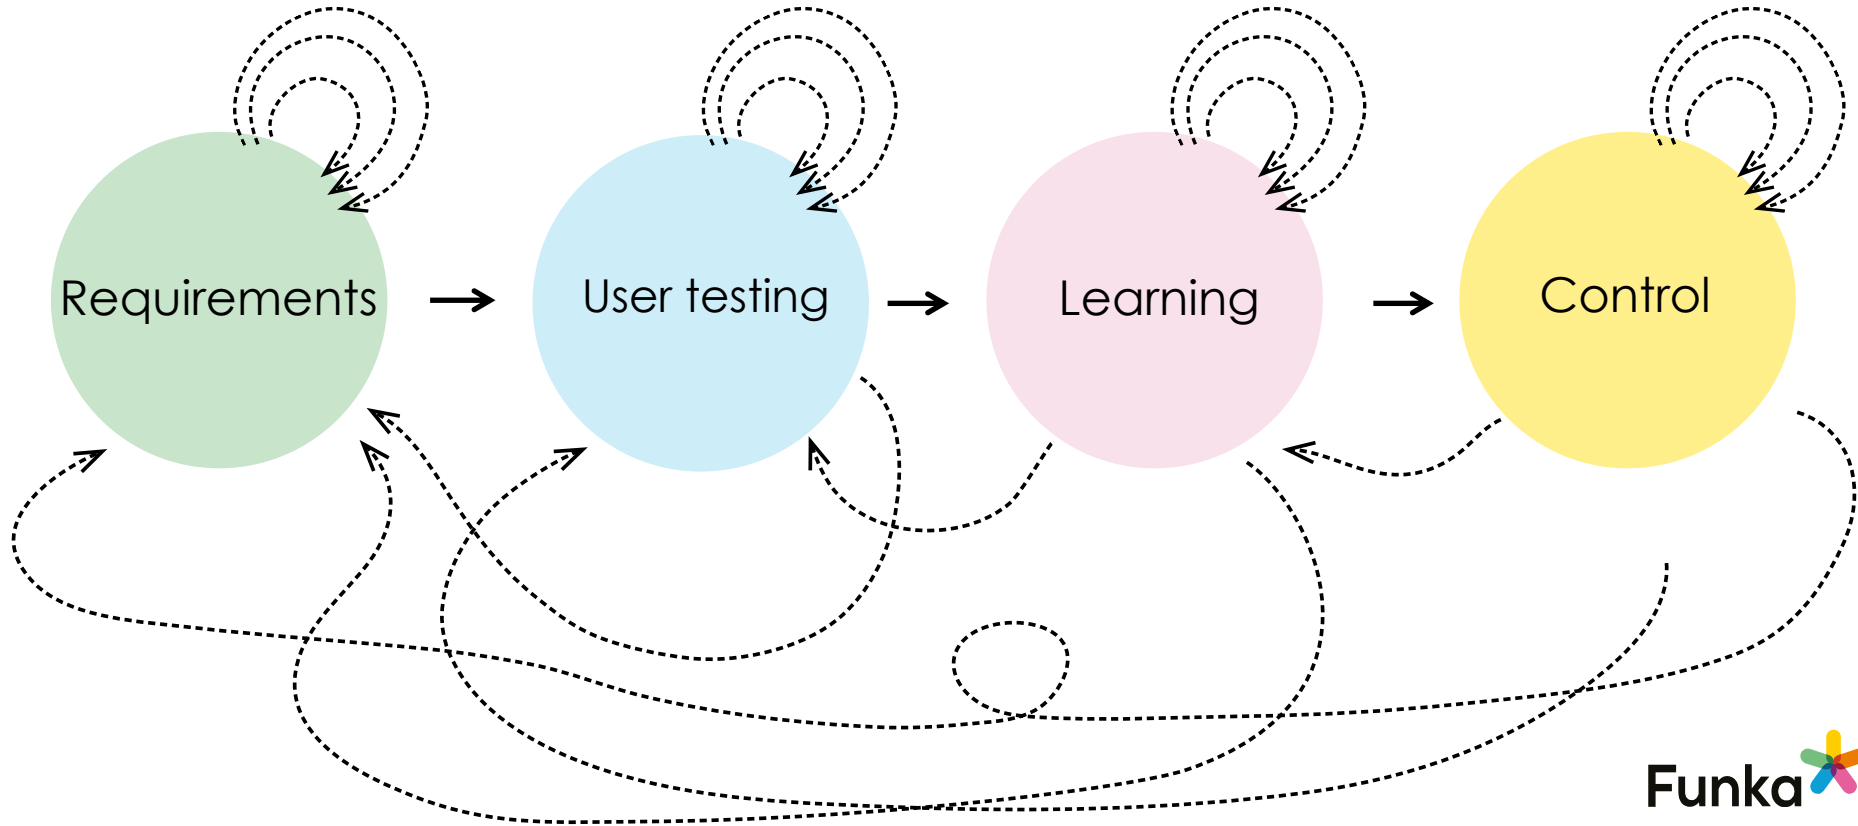 Requirements
User testing
Learning
Control
Funka